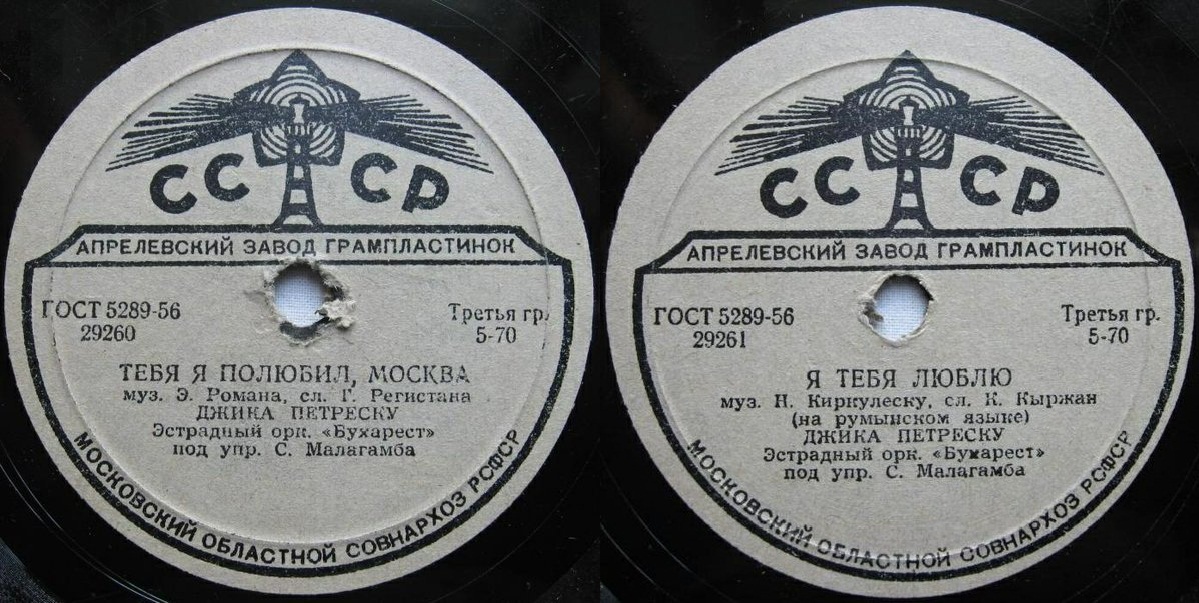 СССР
АПРЕЛЕВСКИЙ ЗАВОД ГРАМПЛАСТИНОК
ГОСТ 5289-56
29260
Третья гр.
5-70
ТЕБЯ Я ПОЛЮБИЛ, МОСКВА
муз. Э. Романа, сл. Г. Регистана
ДЖИКА ПЕТРЕСКУ
Эстрадный орк. «Бухарест»
под упр. С. Малагамба
МОСКОВСКИЙ ОБЛАСТНОЙ СОВНАРХОЗ РСФСР
СССР
АПРЕЛЕВСКИЙ ЗАВОД ГРАМПЛАСТИНОК
ГОСТ 5289-56
29261
Третья гр.
5-70
Я ТЕБЯ ЛЮБЛЮ
муз. Н. Киркулеску, сл. К. Кыржан
(на румынском языке)
ДЖИКА ПЕТРЕСКУ
Эстрадный орк. «Бухарест»
под упр. С. Малагамба
МОСКОВСКИЙ ОБЛАСТНОЙ СОВНАРХОЗ РСФСР